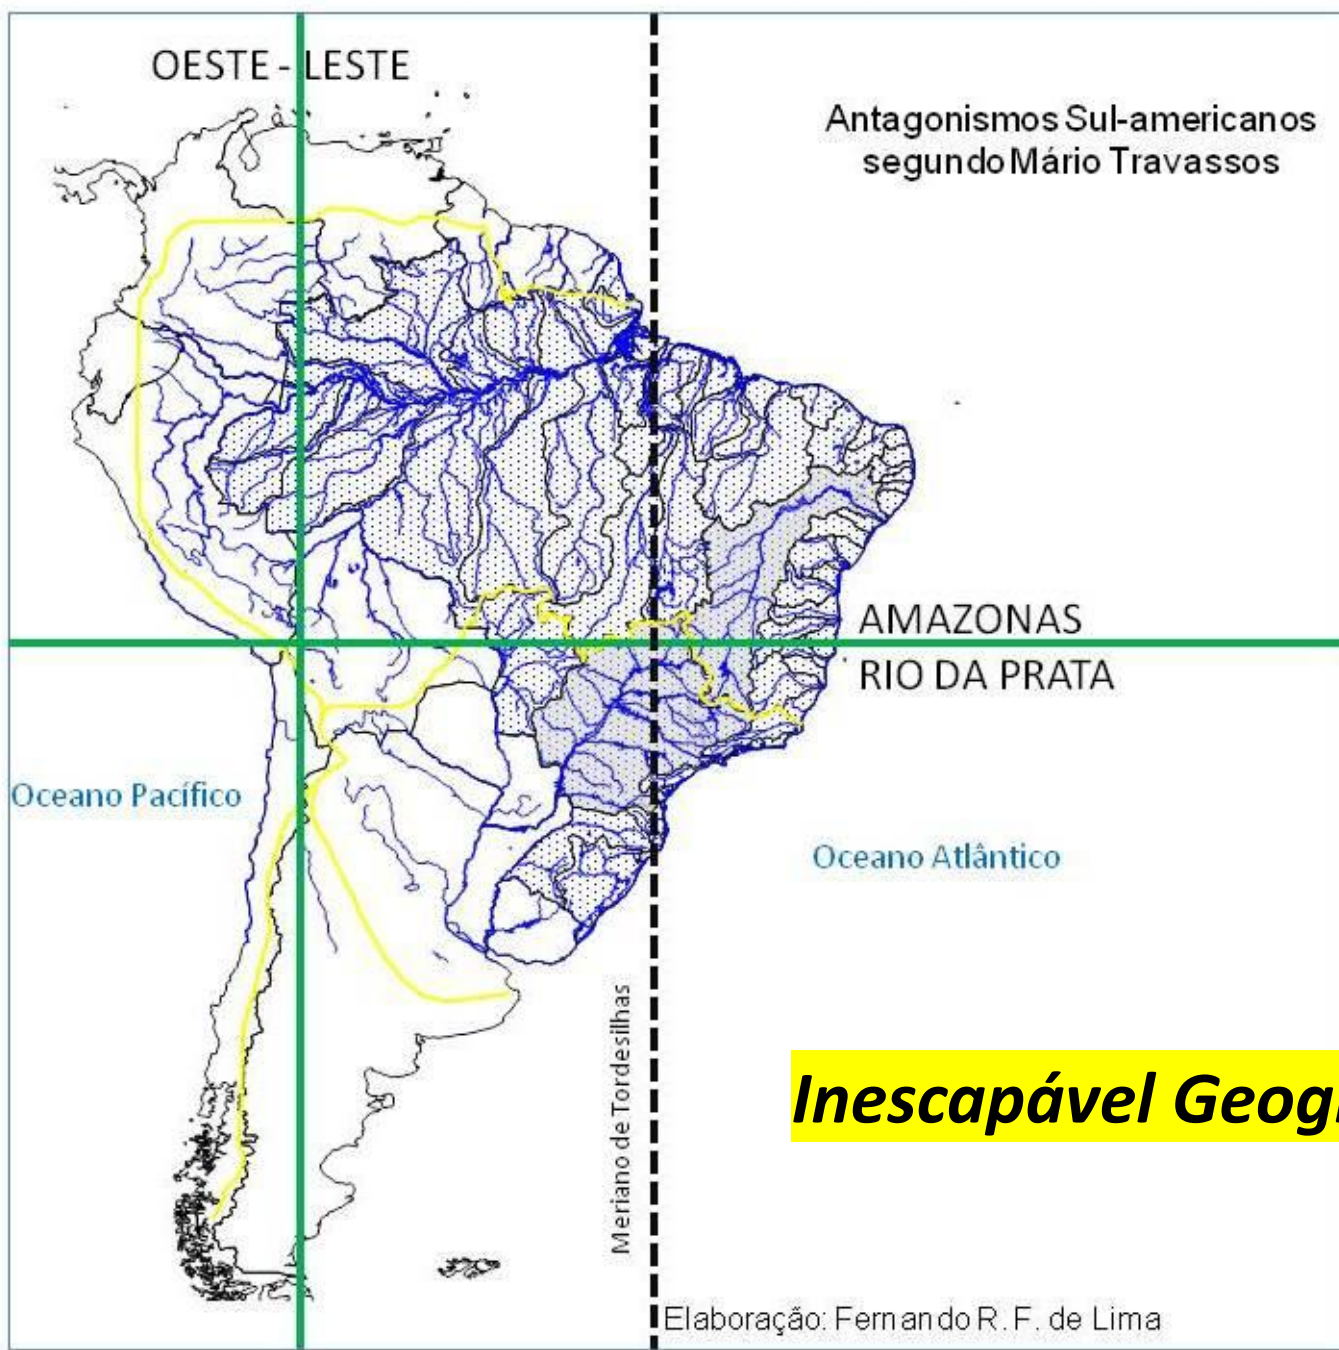 OESTE - LESTE
Antagonismos Sul-americanos
segundo Mário Travassos
AMAZONAS
RIO DA PRATA
Oceano Pacífico
Oceano Atlântico
Meriano de Tordesilhas
Inescapável
Elaboração: Fernando R. F. de Lima